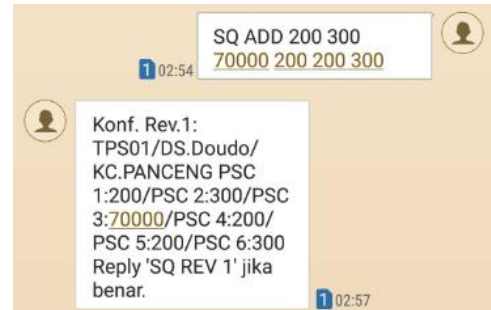 SQ ADD 200 300
70000 200 200 300
1 02:54
Konf. Rev.1:
TPS01/DS.Doudo/
KC.PANCENG PSC
1:200/PSC 2:300/PSC
3:70000/PSC 4:200/
PSC 5:200/PSC 6:300
Reply 'SQ REV 1' jika
benar.
1 02:57